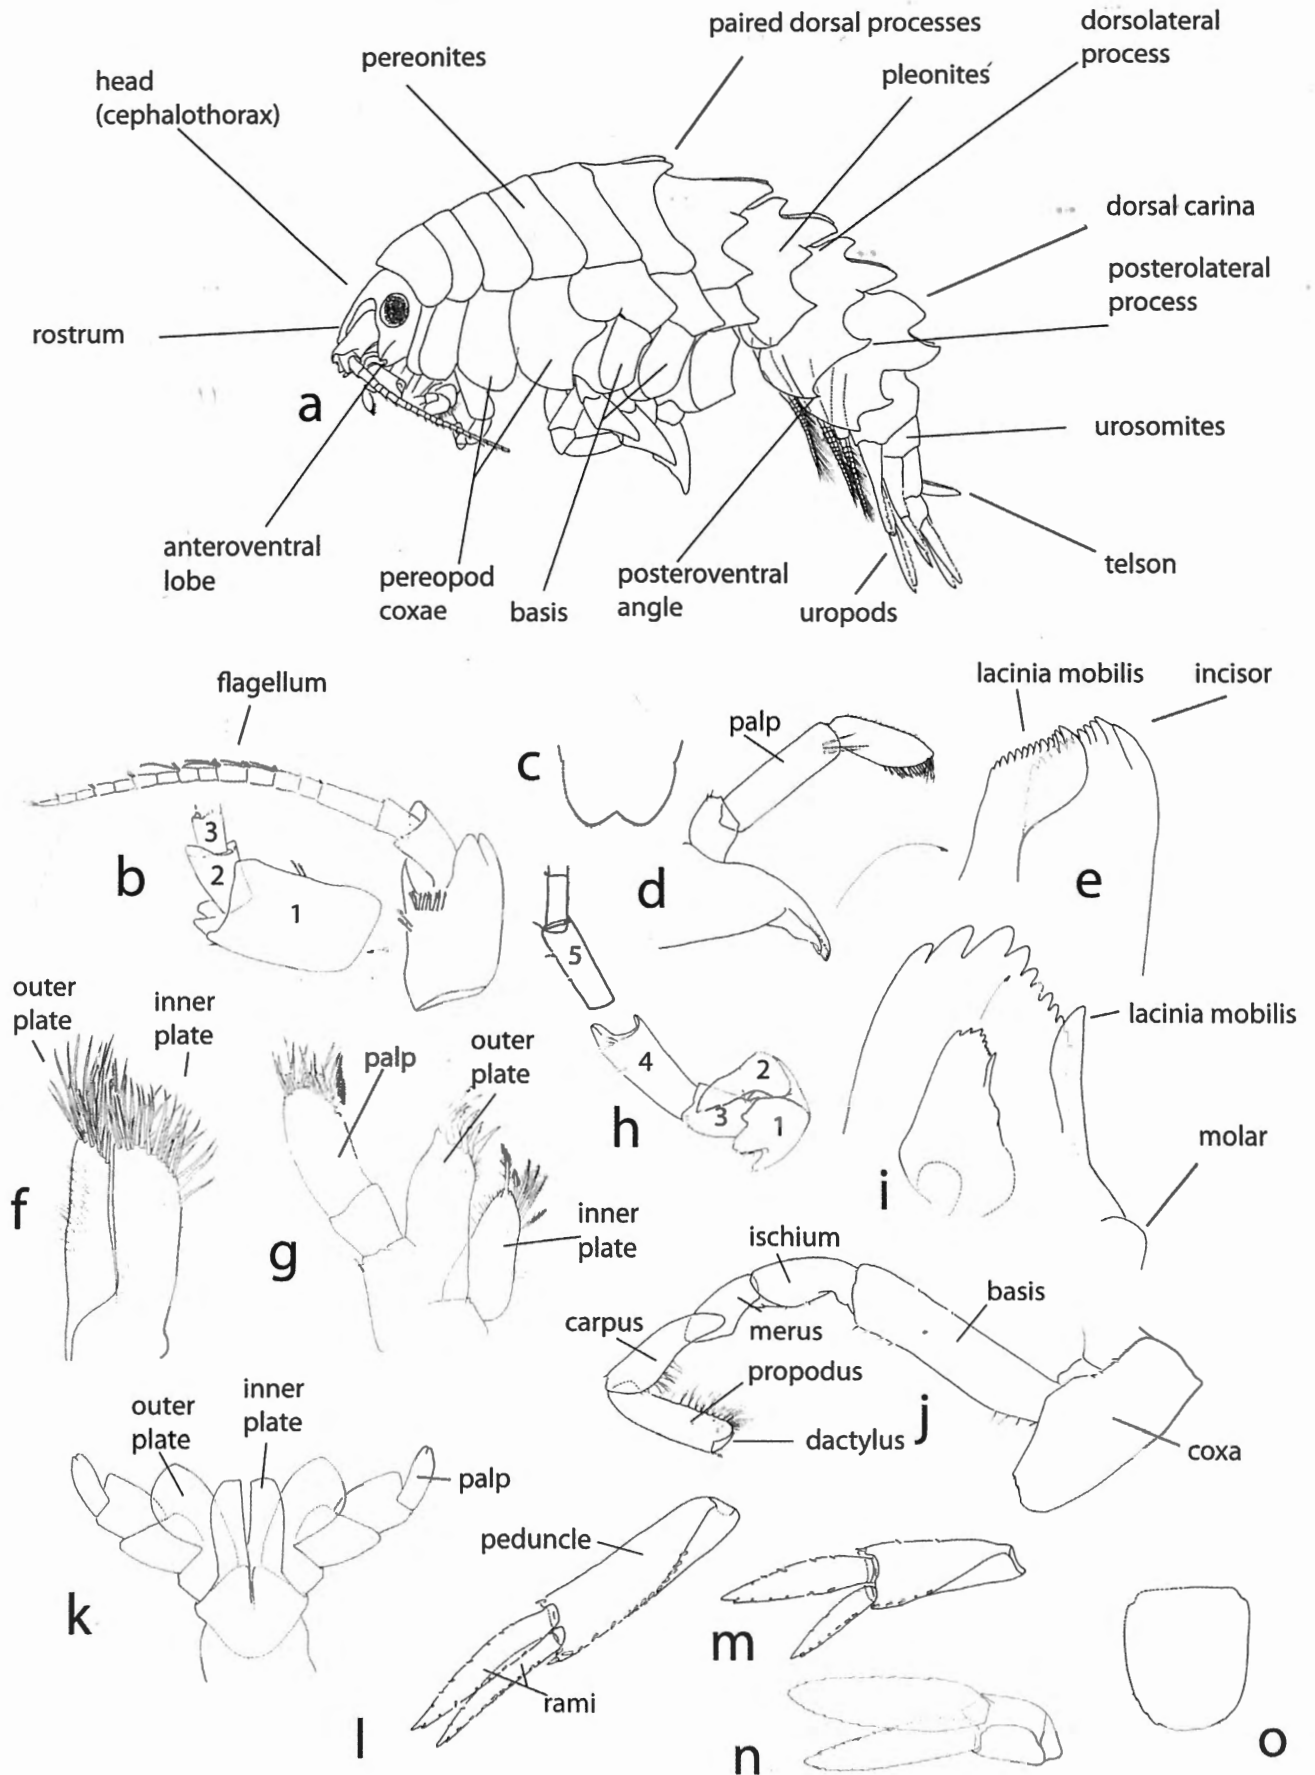 paired dorsal processes
dorsolateral
process
pereonites
pleonites
head
(cephalothorax)
dorsal carina
posterolateral
process
rostrum
a
urosomites
anteroventral
lobe
pereopod
coxae
basis
posteroventral
angle
uropods
telson
flagellum
lacinia mobilis
incisor
palp
c
3
2
1
b
d
e
5
outer
plate
inner
plate
lacinia mobilis
palp
outer
plate
4
2
3
1
h
molar
f
g
i
inner
plate
ischium
basis
carpus
merus
propodus
j
dactylus
coxa
outer
plate
inner
plate
palp
peduncle
k
m
rami
l
n
o